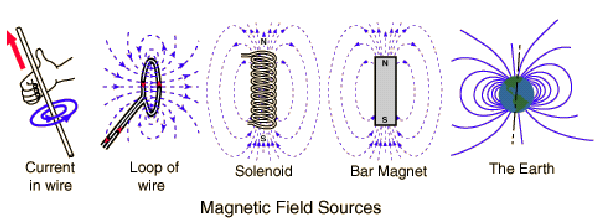 N
S
N
S
Current
in wire
Loop of
wire
Solenoid
Bar Magnet
The Earth
Magnetic Field Sources